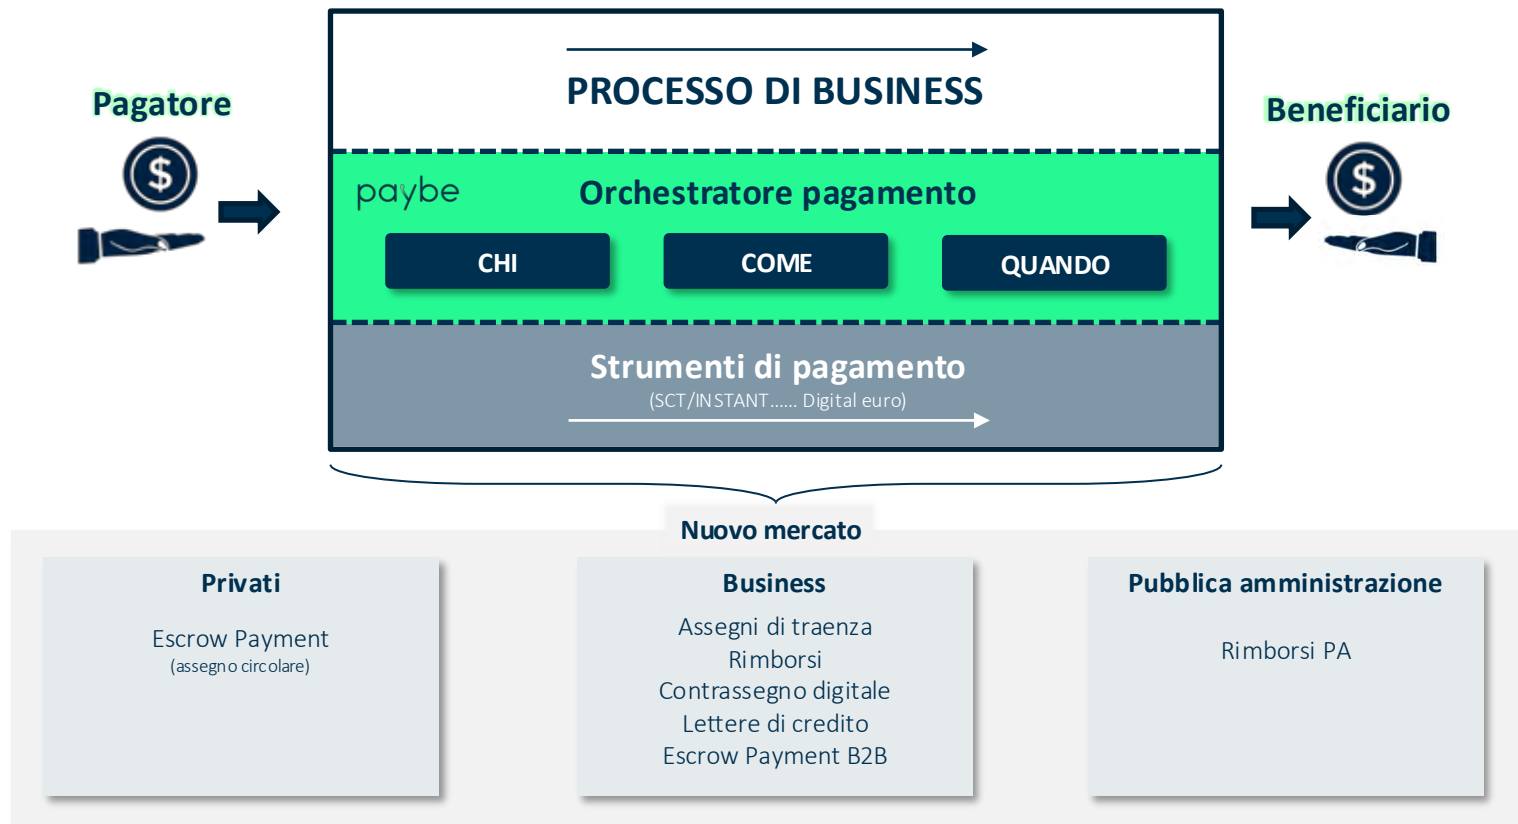 PROCESSO DI BUSINESS
Pagatore
$
Beneficiario
$
paybe
Orchestratore pagamento
CHI
COME
QUANDO
Strumenti di pagamento
(SCT/INSTANT...... Digital euro)
Nuovo mercato
Privati
Escrow Payment
(assegno circolare)
Business
Assegni di traenza
Rimborsi
Contrassegno digitale
Lettere di credito
Escrow Payment B2B
Pubblica amministrazione
Rimborsi PA